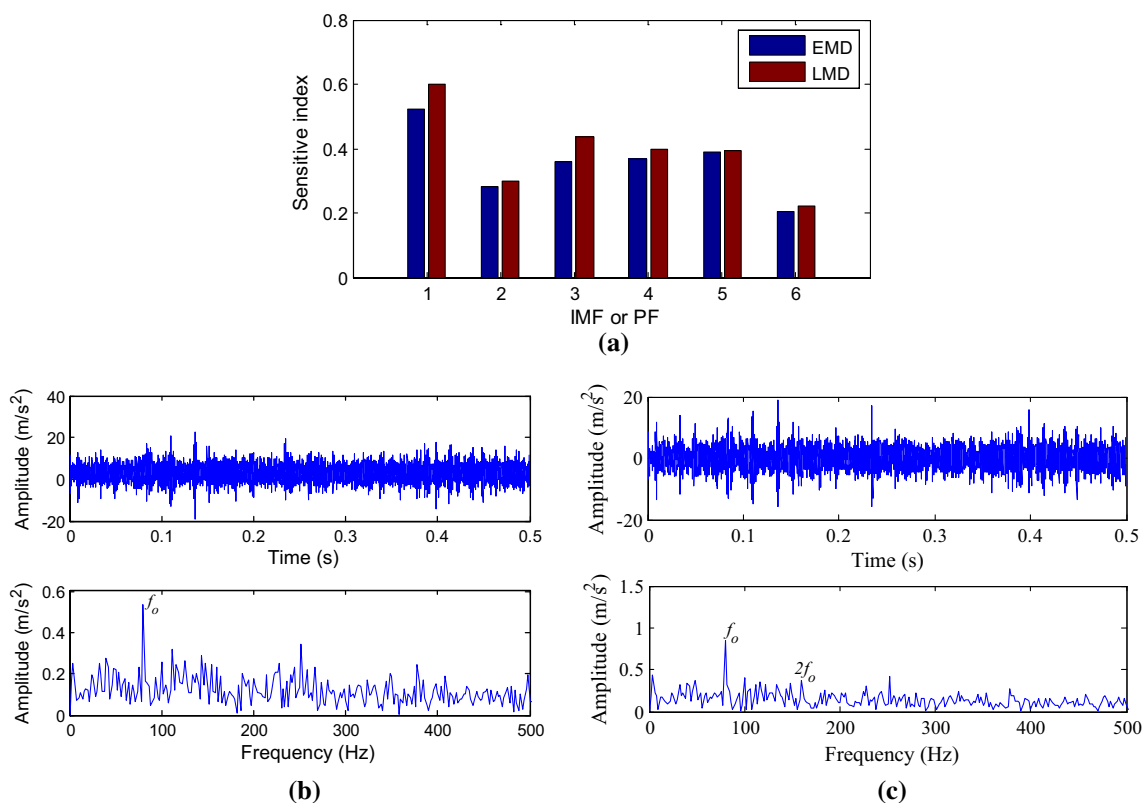 0.8
0.6
0.4
0.2
0
Sensitive index
EMD
LMD
1 2 3 4 5 6
IMF or PF
(a)
Amplitude (m/s²)
40
20
0
-20
0 0.1 0.2 0.3 0.4 0.5
Time (s)
Amplitude (m/s²)
0.6
0.4
0.2
0
fₒ
0 100 200 300 400 500
Frequency (Hz)
(b)
Amplitude (m/s²)
20
0
-20
0 0.1 0.2 0.3 0.4 0.5
Time (s)
Amplitude (m/s²)
1.5
1
0.5
0
fₒ
2fₒ
0 100 200 300 400 500
Frequency (Hz)
(c)